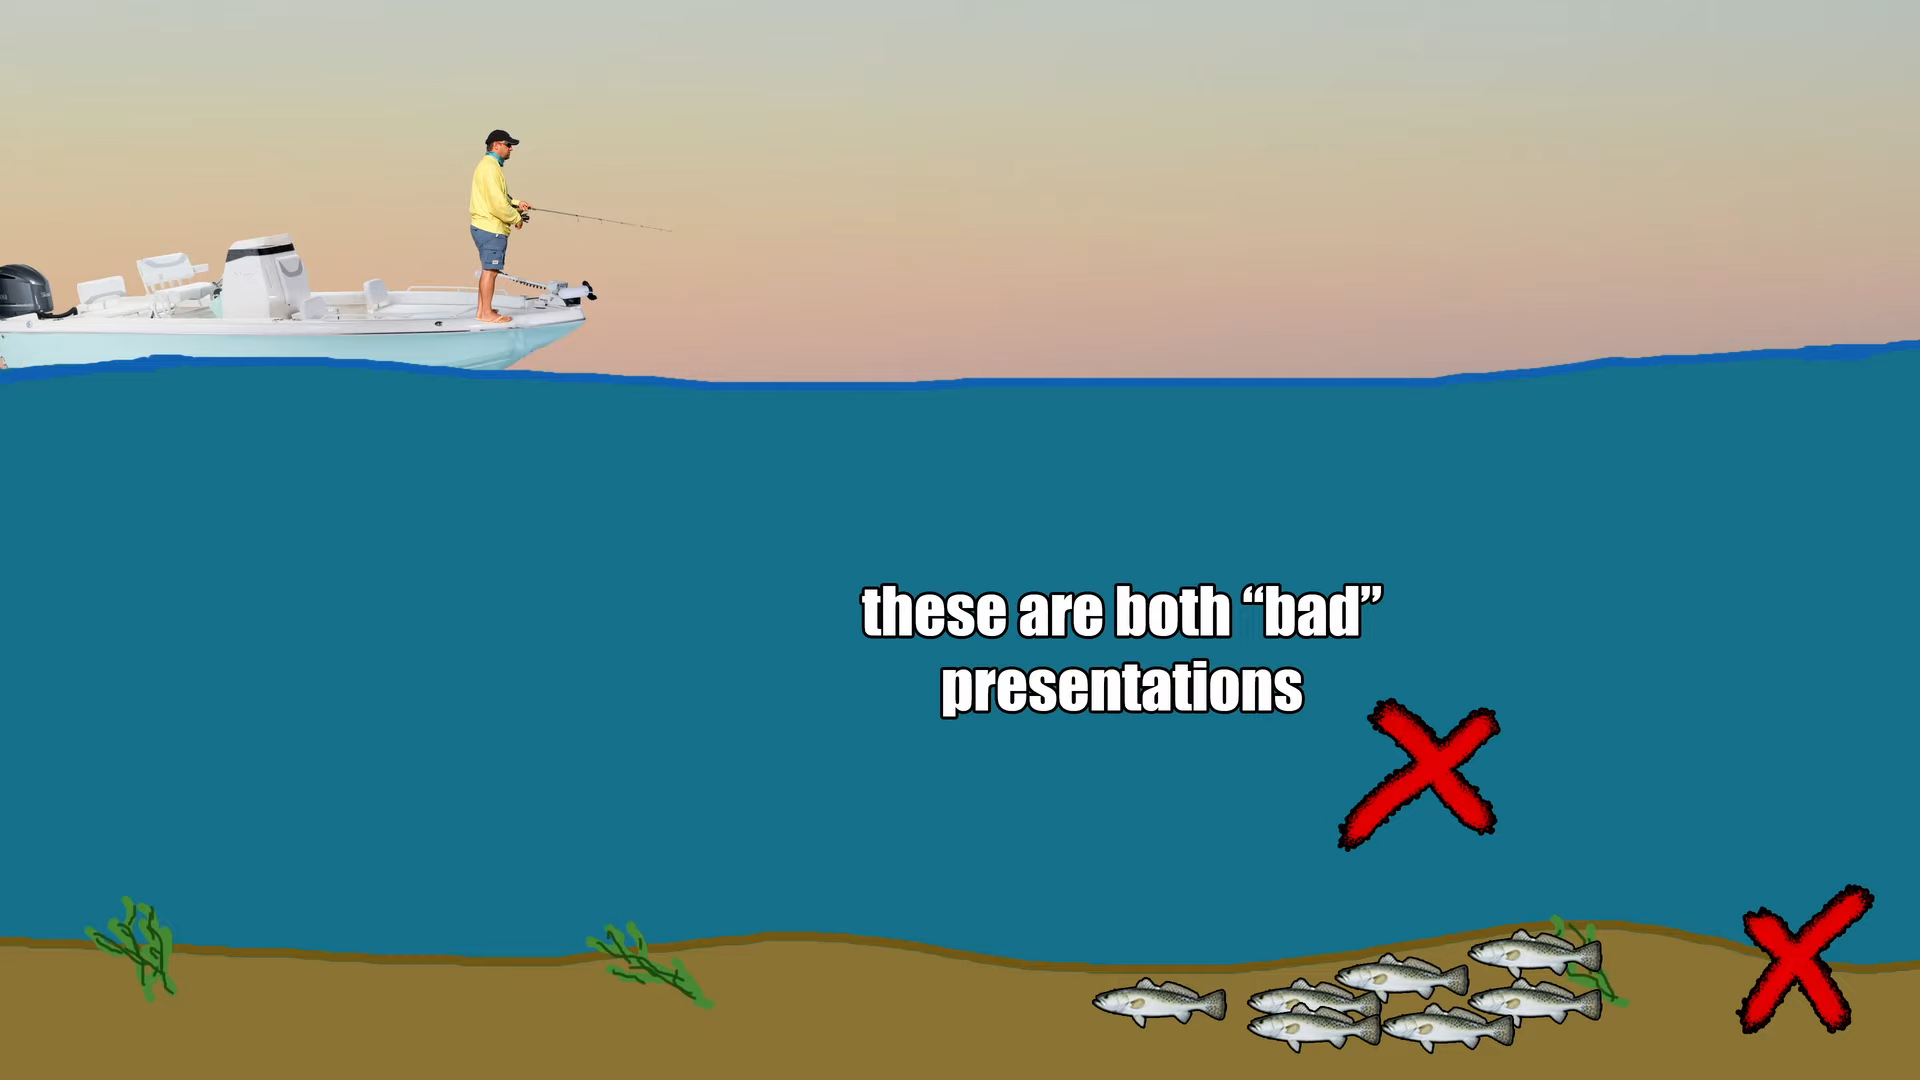 these are both “bad”
presentations